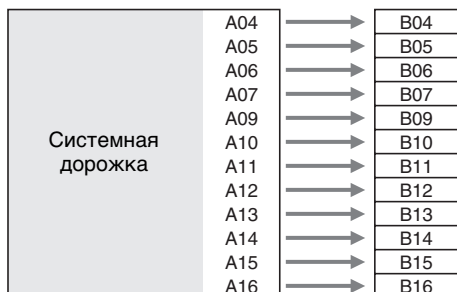 A04 B04
A05 B05
A06 B06
A07 B07
A09 B09
Системная A10 B10
дорожка A11 B11
A12 B12
A13 B13
A14 B14
A15 B15
A16 B16